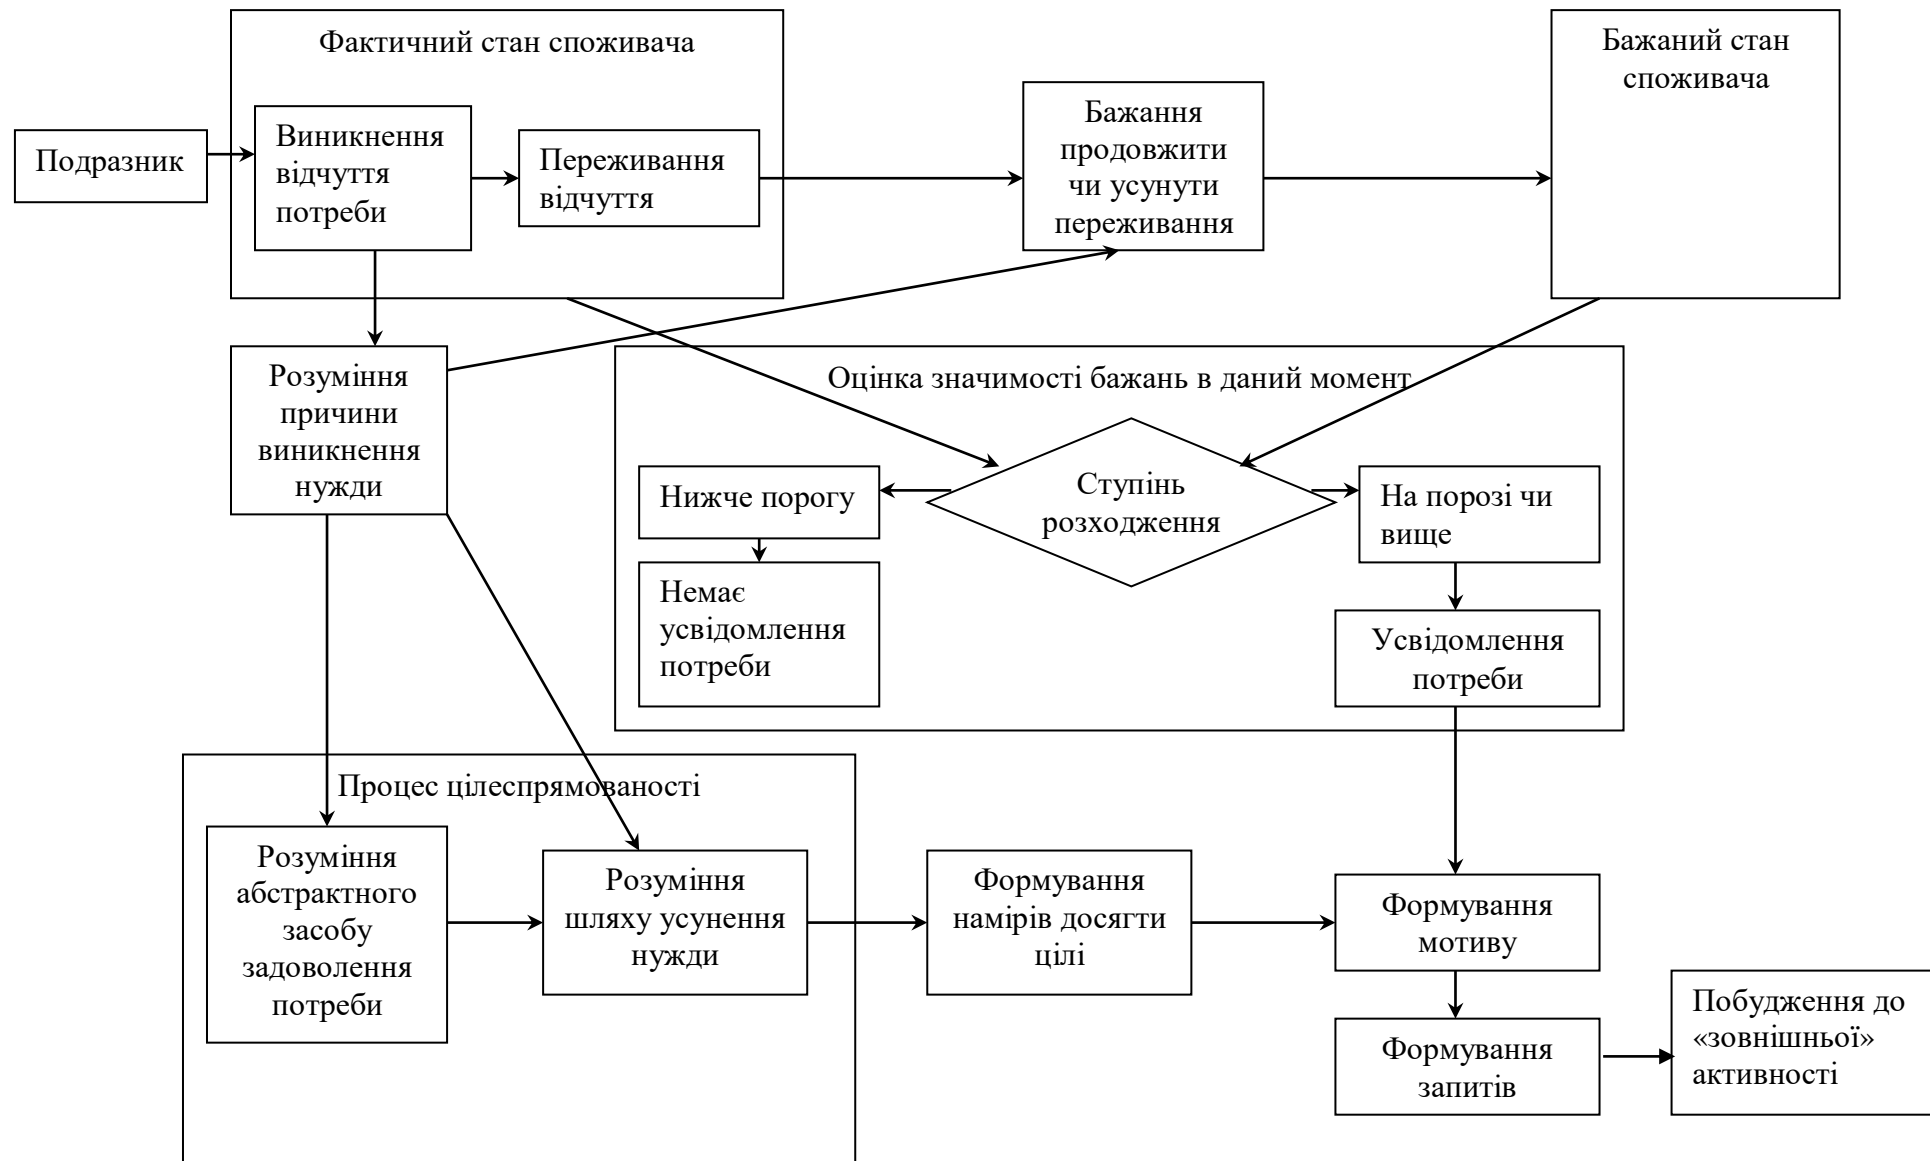 Фактичний стан споживача
Бажаний стан
споживача
Подразник
Виникнення
відчуття
потреби
Переживання
відчуття
Бажання
продовжити
чи усунути
переживання
Розуміння
причини
виникнення
нужди
Оцінка значимості бажань в даний момент
Нижче порогу
Ступінь
розходження
На порозі чи
вище
Немає
усвідомлення
потреби
Усвідомлення
потреби
Процес цілеспрямованості
Розуміння
абстрактного
засобу
задоволення
потреби
Розуміння
шляху усунення
нужди
Формування
намірів досягти
цілі
Формування
мотиву
Формування
запитів
Побудження до
«зовнішньої»
активності